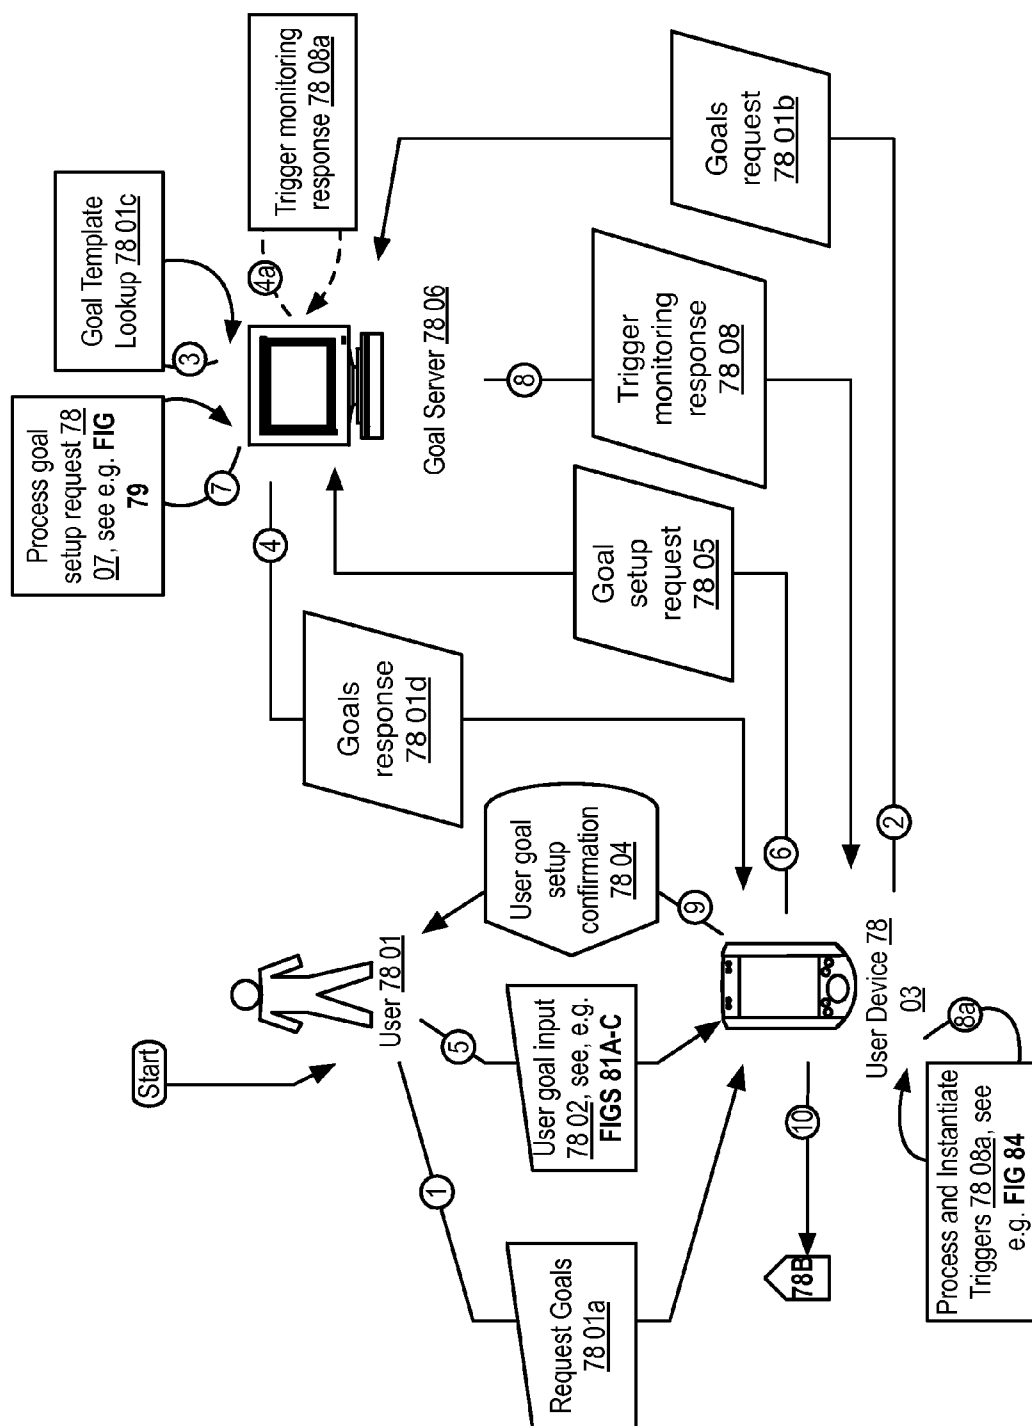 Start
User 78 01
1
Request Goals
78 01a
5
User goal input
78 02, see, e.g.
FIGS 81A-C
User goal
setup
confirmation
78 04
9
User Device 78
03
10
78B
8a
Process and Instantiate
Triggers 78 08a, see
e.g. FIG 84
6
2
Goals
response
78 01d
4
Goal
setup
request
78 05
Trigger
monitoring
response
78 08
8
Goals
request
78 01b
Goal Server 78 06
7
Process goal
setup request 78
07, see e.g. FIG
79
3
Goal Template
Lookup 78 01c
4a
Trigger monitoring
response 78 08a